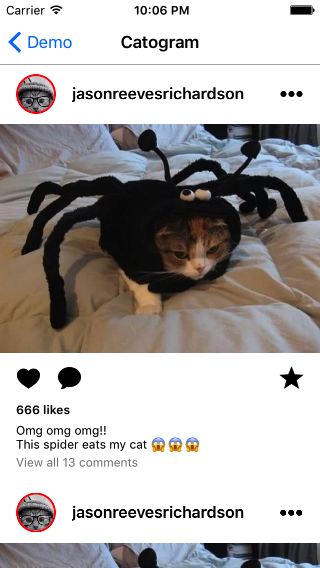 Carrier 10:06 PM
Demo Catogram
jasonreevesrichardson
666 likes
Omg omg omg!!
This spider eats my cat 😱😱😱
View all 13 comments
jasonreevesrichardson